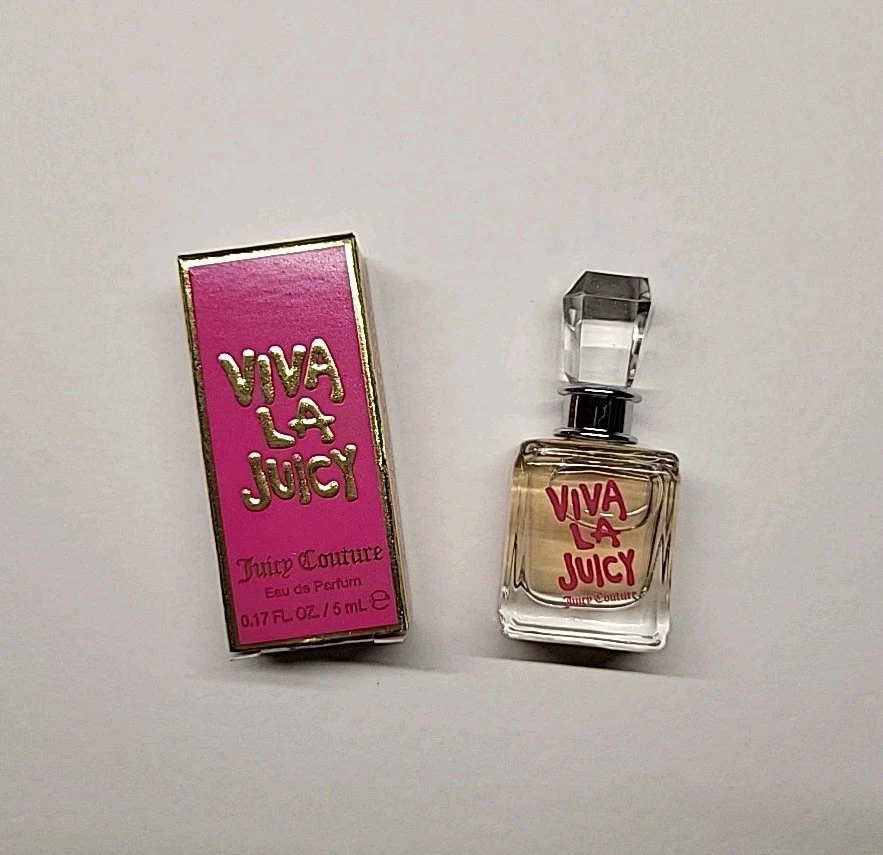 VIVA
LA
JUICY
Juicy Couture
Eau de Parfum
0.17 FL. OZ. / 5 mL ℮
VIVA
LA
JUICY
Juicy Couture